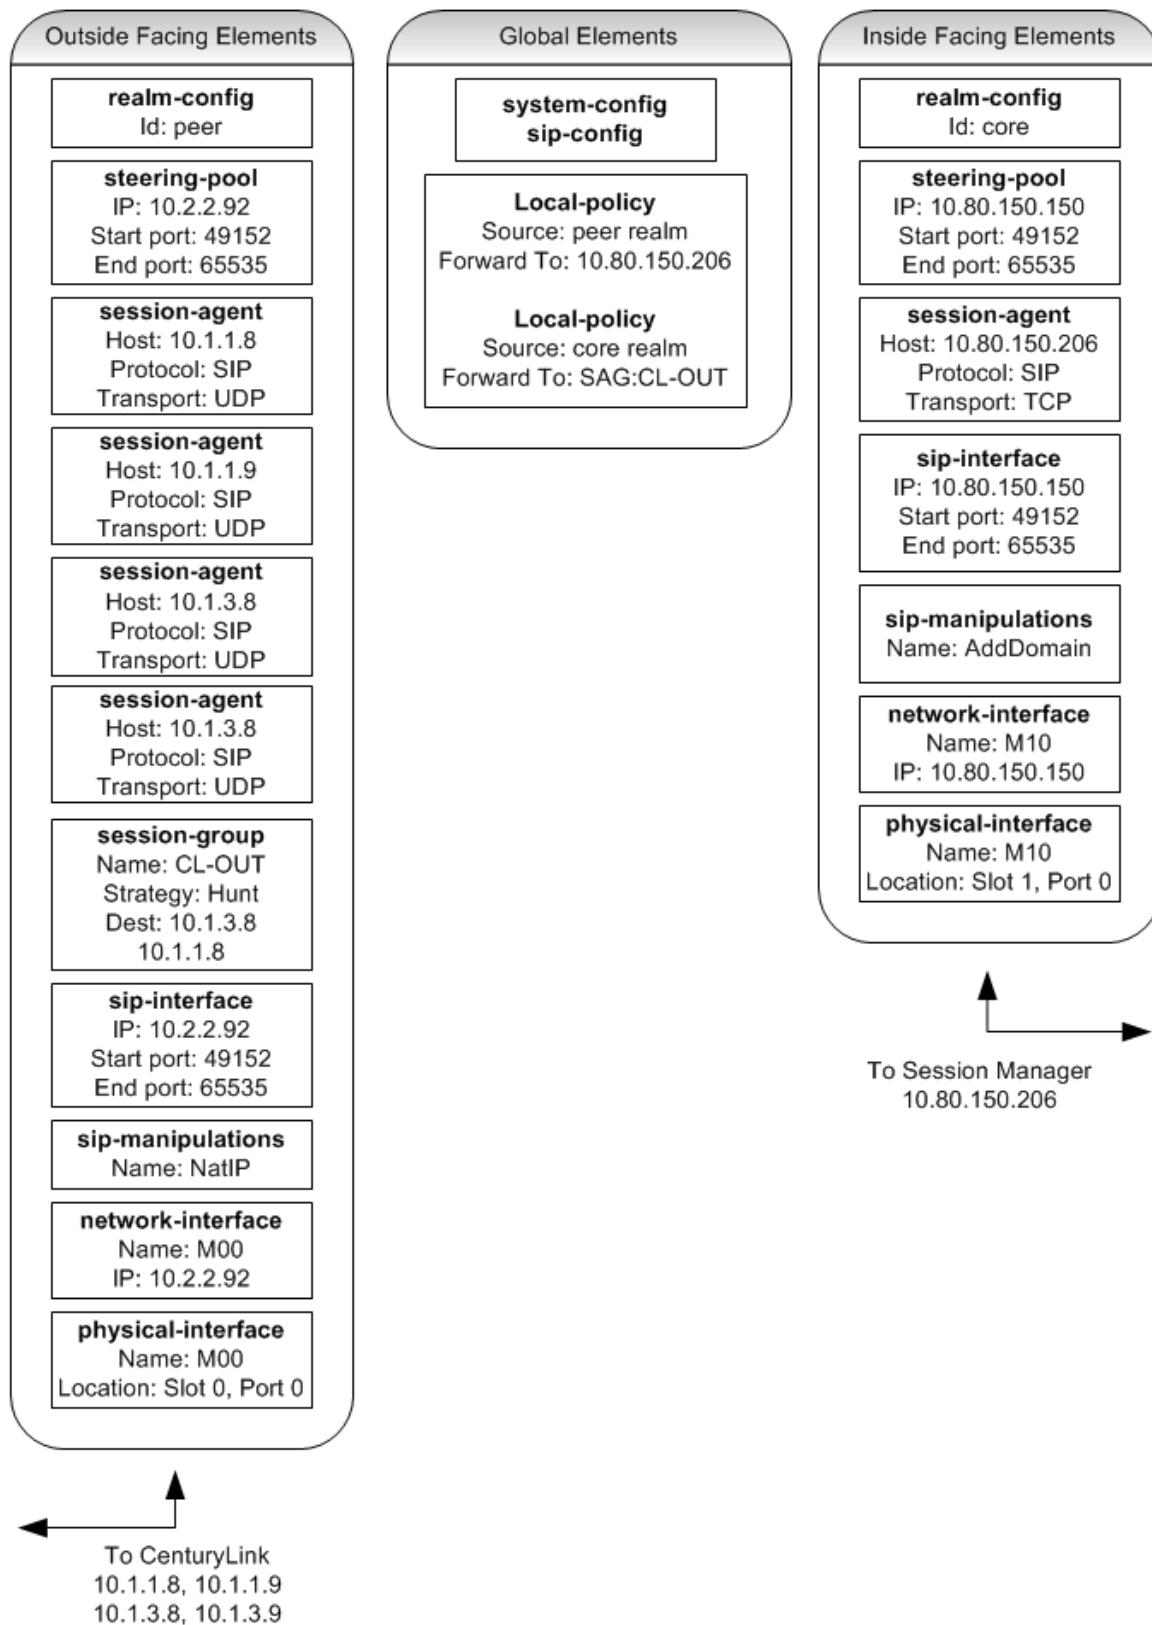 Outside Facing Elements
realm-config
Id: peer
steering-pool
IP: 10.2.2.92
Start port: 49152
End port: 65535
session-agent
Host: 10.1.1.8
Protocol: SIP
Transport: UDP
session-agent
Host: 10.1.1.9
Protocol: SIP
Transport: UDP
session-agent
Host: 10.1.3.8
Protocol: SIP
Transport: UDP
session-agent
Host: 10.1.3.8
Protocol: SIP
Transport: UDP
session-group
Name: CL-OUT
Strategy: Hunt
Dest: 10.1.3.8
10.1.1.8
sip-interface
IP: 10.2.2.92
Start port: 49152
End port: 65535
sip-manipulations
Name: NatIP
network-interface
Name: M00
IP: 10.2.2.92
physical-interface
Name: M00
Location: Slot 0, Port 0
To CenturyLink
10.1.1.8, 10.1.1.9
10.1.3.8, 10.1.3.9
Global Elements
system-config
sip-config
Local-policy
Source: peer realm
Forward To: 10.80.150.206
Local-policy
Source: core realm
Forward To: SAG:CL-OUT
Inside Facing Elements
realm-config
Id: core
steering-pool
IP: 10.80.150.150
Start port: 49152
End port: 65535
session-agent
Host: 10.80.150.206
Protocol: SIP
Transport: TCP
sip-interface
IP: 10.80.150.150
Start port: 49152
End port: 65535
sip-manipulations
Name: AddDomain
network-interface
Name: M10
IP: 10.80.150.150
physical-interface
Name: M10
Location: Slot 1, Port 0
To Session Manager
10.80.150.206